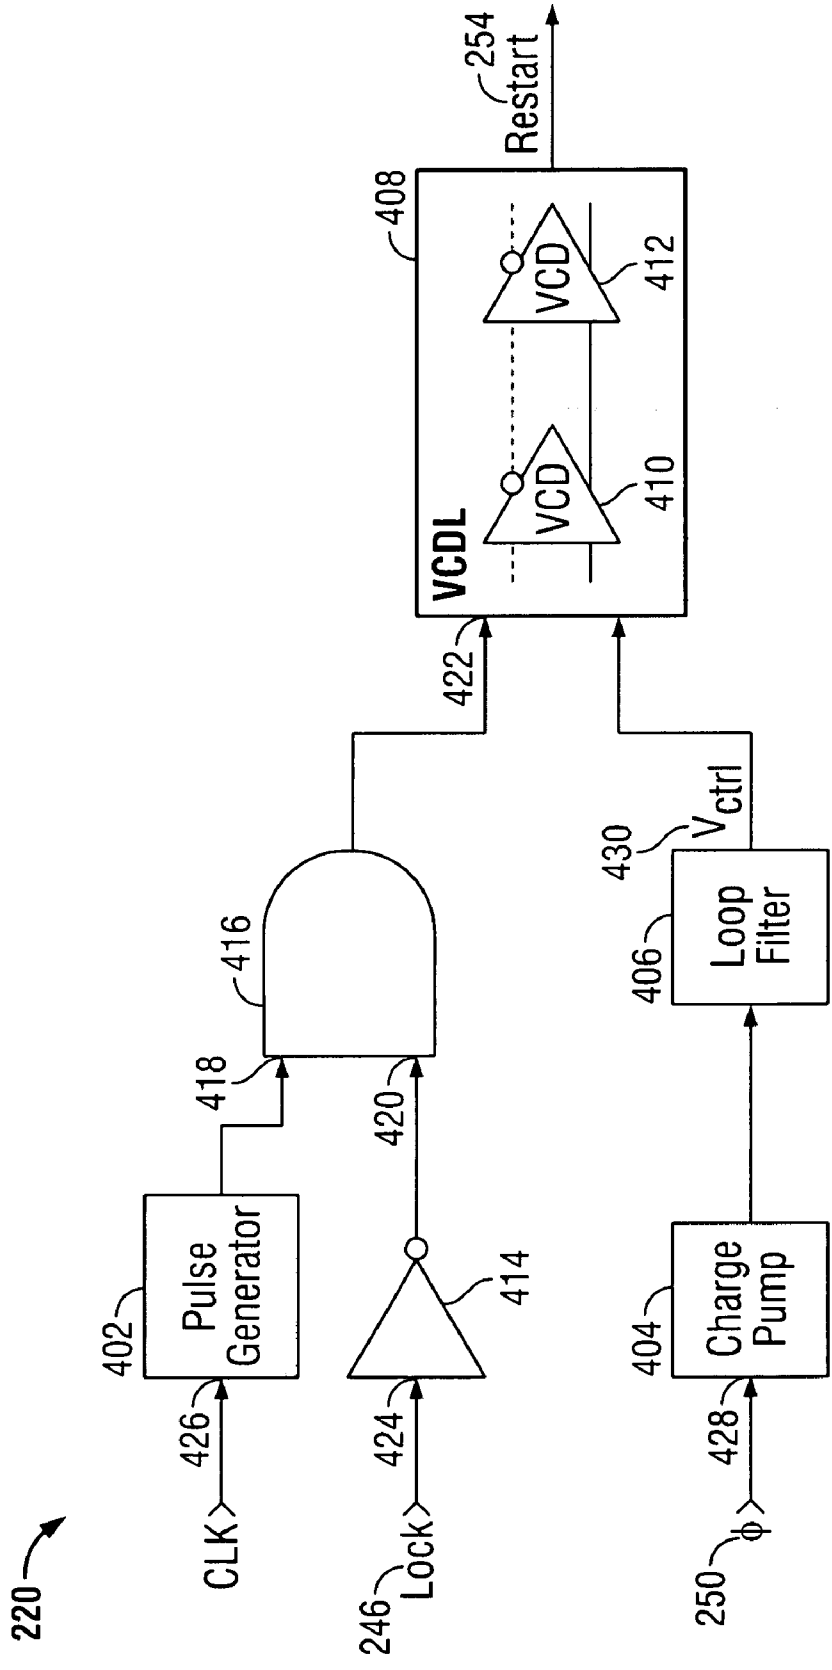 220
CLK
426
402
Pulse
Generator
418
416
246
Lock
424
414
420
422
VCDL
408
VCD
410
VCD
412
254
Restart
250
ϕ
428
404
Charge
Pump
406
Loop
Filter
430
Vctrl